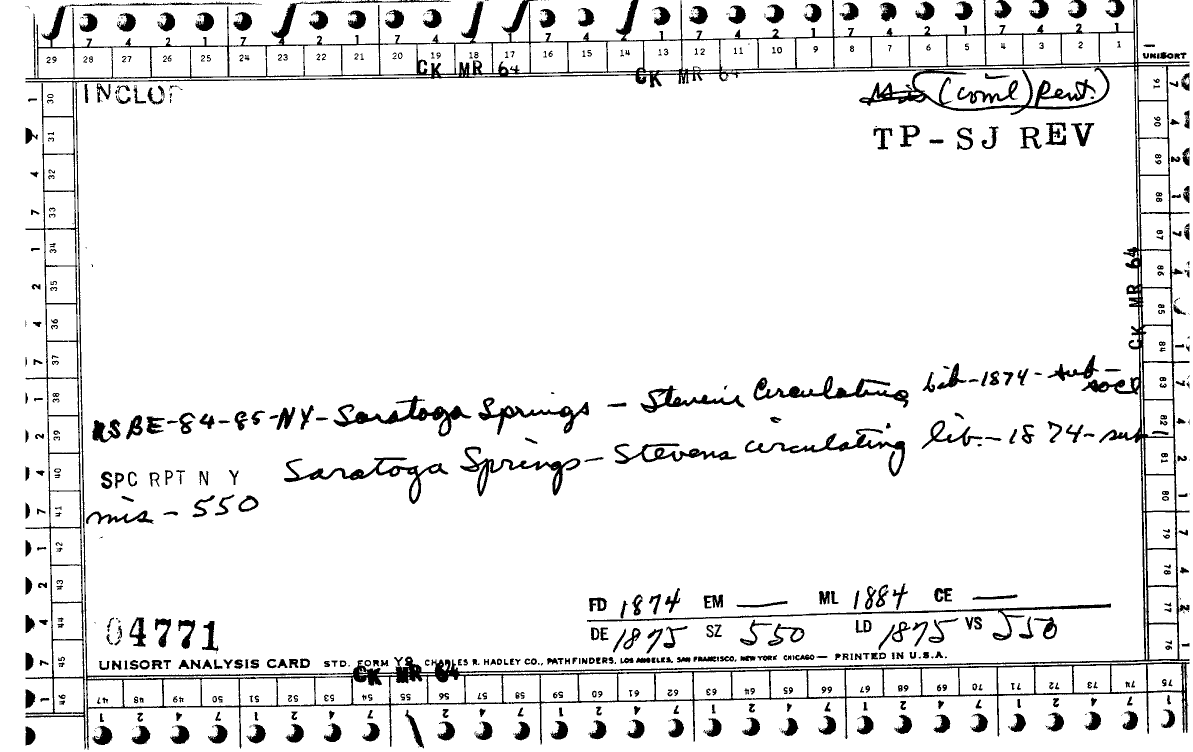 7 4 2 1 7 4 2 1 7 4 2 1 7 4 2 1 7 4 2 1 7 4 2 1
29 28 27 26 25 24 23 22 21 20 19 18 17 16 15 14 13 12 11 10 9 8 7 6 5 4 3 2 1 UNISORT
CK MR 64 CK MR 64
INCLOP (coml) Rent.
TP-SJ REV
CK MR 64
USBE-84-85-NY-Saratoga Springs - Stevens Circulating lib-1874-sub-socl
SPC RPT N Y Saratoga Springs-Stevens circulating lib.-1874-sub
mis - 550
FD 1874 EM — ML 1884 CE —
DE 1875 SZ 550 LD 1875 VS 550
04771
UNISORT ANALYSIS CARD STD. FORM Y9 CHARLES R. HADLEY CO., PATHFINDERS, LOS ANGELES, SAN FRANCISCO, NEW YORK CHICAGO — PRINTED IN U.S.A.
CK MR 64
30 31 32 33 34 35 36 37 38 39 40 41 42 43 44 45 46
91 90 89 88 87 86 85 84 83 82 81 80 79 78 77 76 75
47 48 49 50 51 52 53 54 55 56 57 58 59 60 61 62 63 64 65 66 67 68 69 70 71 72 73 74